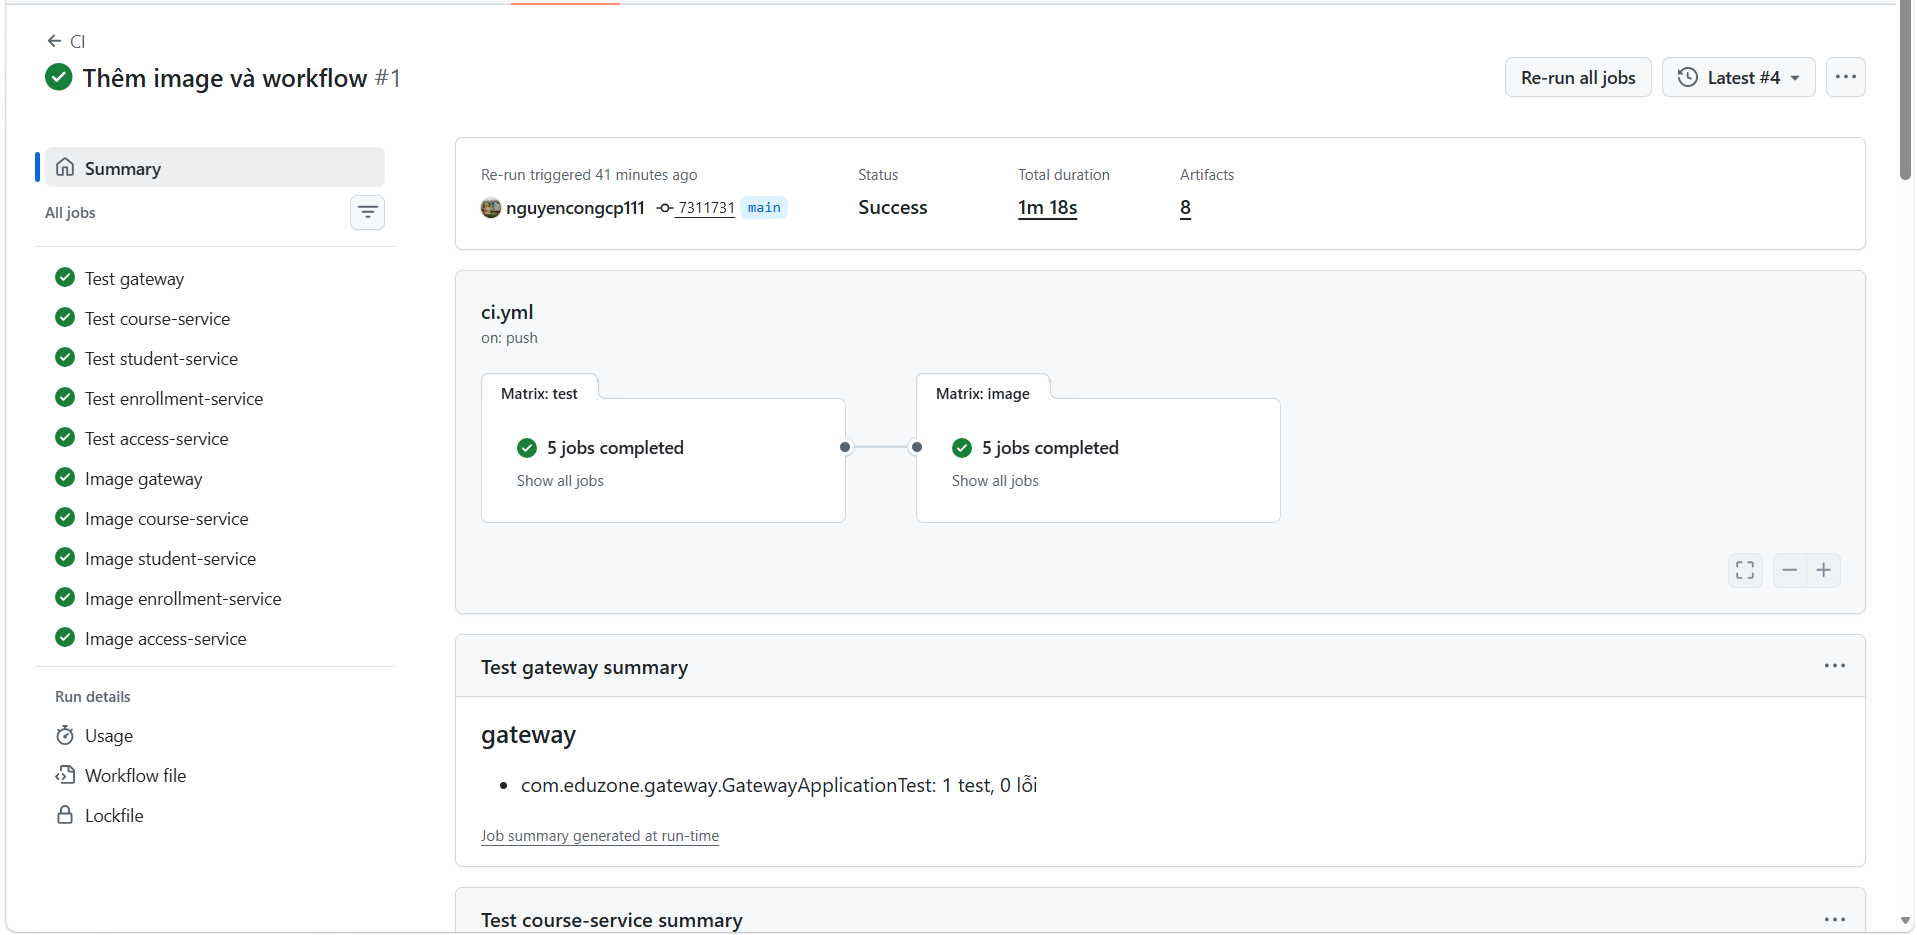 CI
Thêm image và workflow #1
Re-run all jobs
Latest #4
Summary
All jobs
Test gateway
Test course-service
Test student-service
Test enrollment-service
Test access-service
Image gateway
Image course-service
Image student-service
Image enrollment-service
Image access-service
Run details
Usage
Workflow file
Lockfile
Re-run triggered 41 minutes ago
nguyencongcp111 7311731 main
Status
Success
Total duration
1m 18s
Artifacts
8
ci.yml
on: push
Matrix: test
5 jobs completed
Show all jobs
Matrix: image
5 jobs completed
Show all jobs
Test gateway summary
gateway
com.eduzone.gateway.GatewayApplicationTest: 1 test, 0 lỗi
Job summary generated at run-time
Test course-service summary